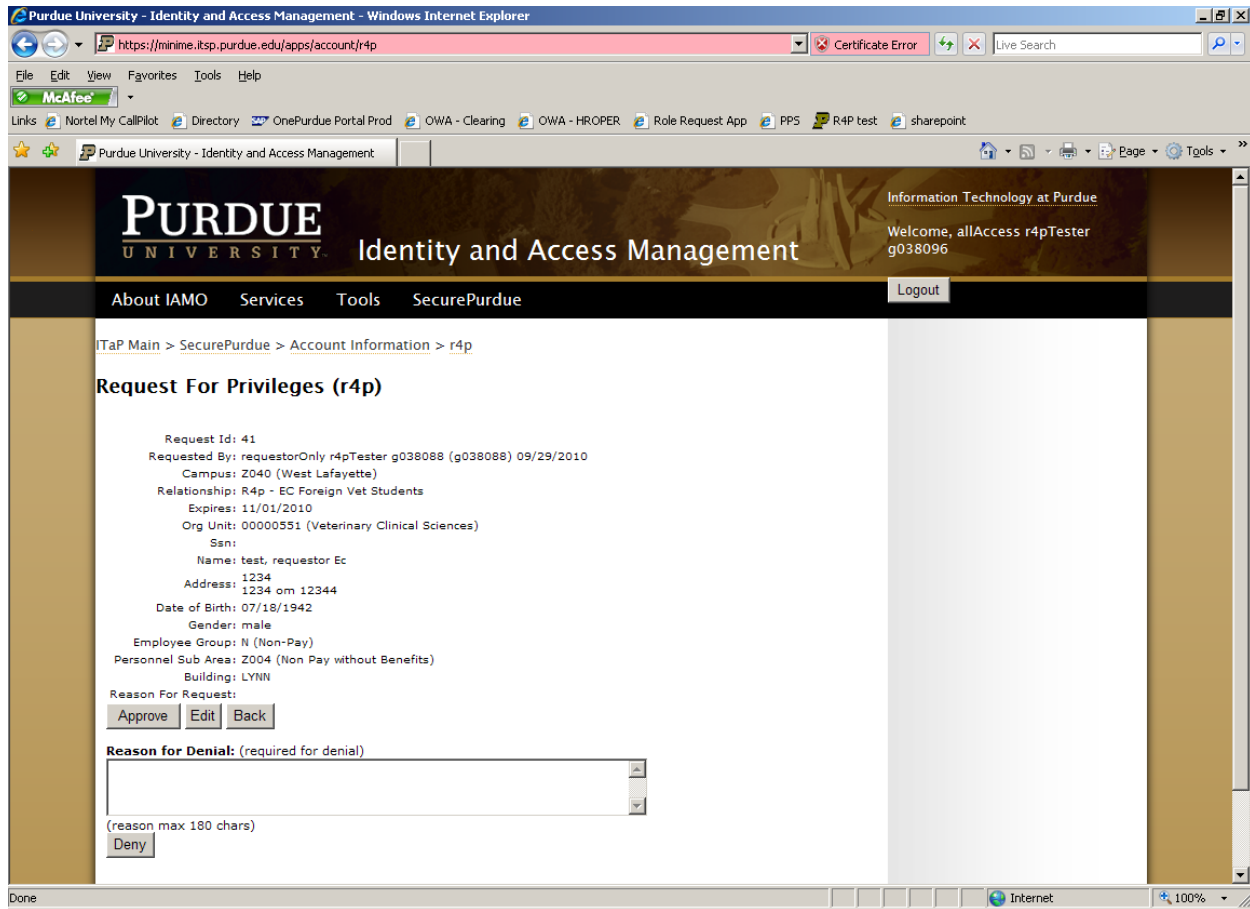 Purdue University - Identity and Access Management - Windows Internet Explorer
https://minime.itsp.purdue.edu/apps/account/r4p
Certificate Error
Live Search
File Edit View Favorites Tools Help
McAfee
Links Nortel My CallPilot Directory OnePurdue Portal Prod OWA - Clearing OWA - HROPER Role Request App PPS R4P test sharepoint
Purdue University - Identity and Access Management
Page Tools »
PURDUE
UNIVERSITY
Identity and Access Management
Information Technology at Purdue
Welcome, allAccess r4pTester
g038096
Logout
About IAMO Services Tools SecurePurdue
ITaP Main > SecurePurdue > Account Information > r4p
Request For Privileges (r4p)
Request Id: 41
Requested By: requestorOnly r4pTester g038088 (g038088) 09/29/2010
Campus: Z040 (West Lafayette)
Relationship: R4p - EC Foreign Vet Students
Expires: 11/01/2010
Org Unit: 00000551 (Veterinary Clinical Sciences)
Ssn:
Name: test, requestor Ec
Address: 1234
1234 om 12344
Date of Birth: 07/18/1942
Gender: male
Employee Group: N (Non-Pay)
Personnel Sub Area: Z004 (Non Pay without Benefits)
Building: LYNN
Reason For Request:
Approve Edit Back
Reason for Denial: (required for denial)
(reason max 180 chars)
Deny
Done
Internet
100%